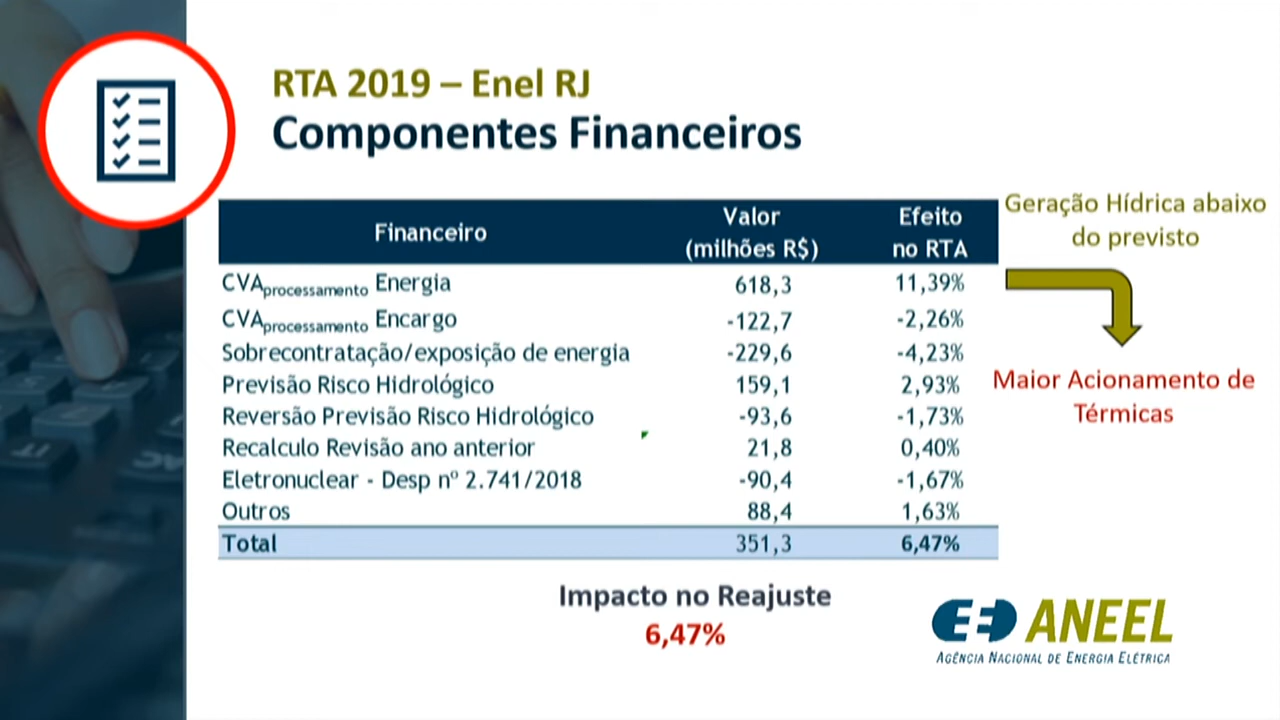 RTA 2019 – Enel RJ
Componentes Financeiros
Financeiro Valor (milhões R$) Efeito no RTA
CVAprocessamento Energia 618,3 11,39%
CVAprocessamento Encargo -122,7 -2,26%
Sobrecontratação/exposição de energia -229,6 -4,23%
Previsão Risco Hidrológico 159,1 2,93%
Reversão Previsão Risco Hidrológico -93,6 -1,73%
Recalculo Revisão ano anterior 21,8 0,40%
Eletronuclear - Desp nº 2.741/2018 -90,4 -1,67%
Outros 88,4 1,63%
Total 351,3 6,47%
Geração Hídrica abaixo
do previsto
Maior Acionamento de
Térmicas
Impacto no Reajuste
6,47%
ANEEL
AGÊNCIA NACIONAL DE ENERGIA ELÉTRICA